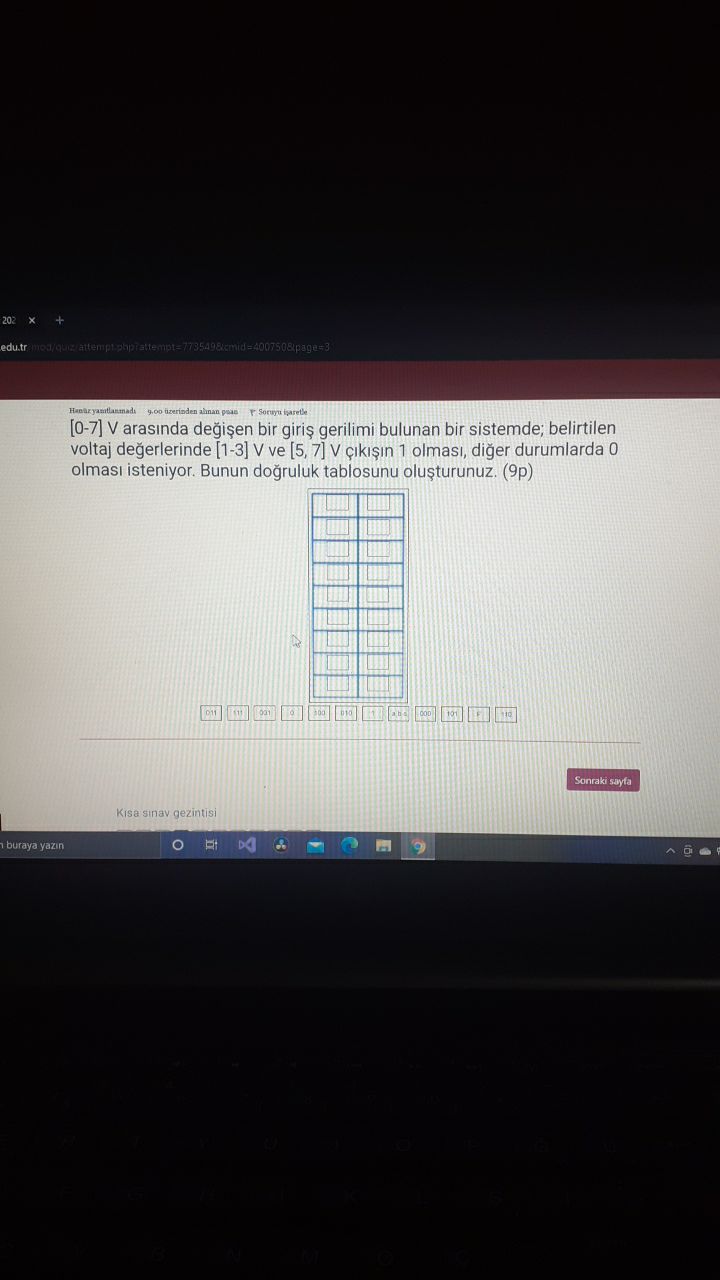 202
edu.tr/mod/quiz/attempt.php?attempt=773549&cmid=400750&page=3
Henüz yanıtlanmadı 9,00 üzerinden alınan puan Soruyu işaretle
[0-7] V arasında değişen bir giriş gerilimi bulunan bir sistemde; belirtilen
voltaj değerlerinde [1-3] V ve [5, 7] V çıkışın 1 olması, diğer durumlarda 0
olması isteniyor. Bunun doğruluk tablosunu oluşturunuz. (9p)
011 111 001 0 100 010 1 a b c 000 101 F 110
Sonraki sayfa
Kısa sınav gezintisi
buraya yazın